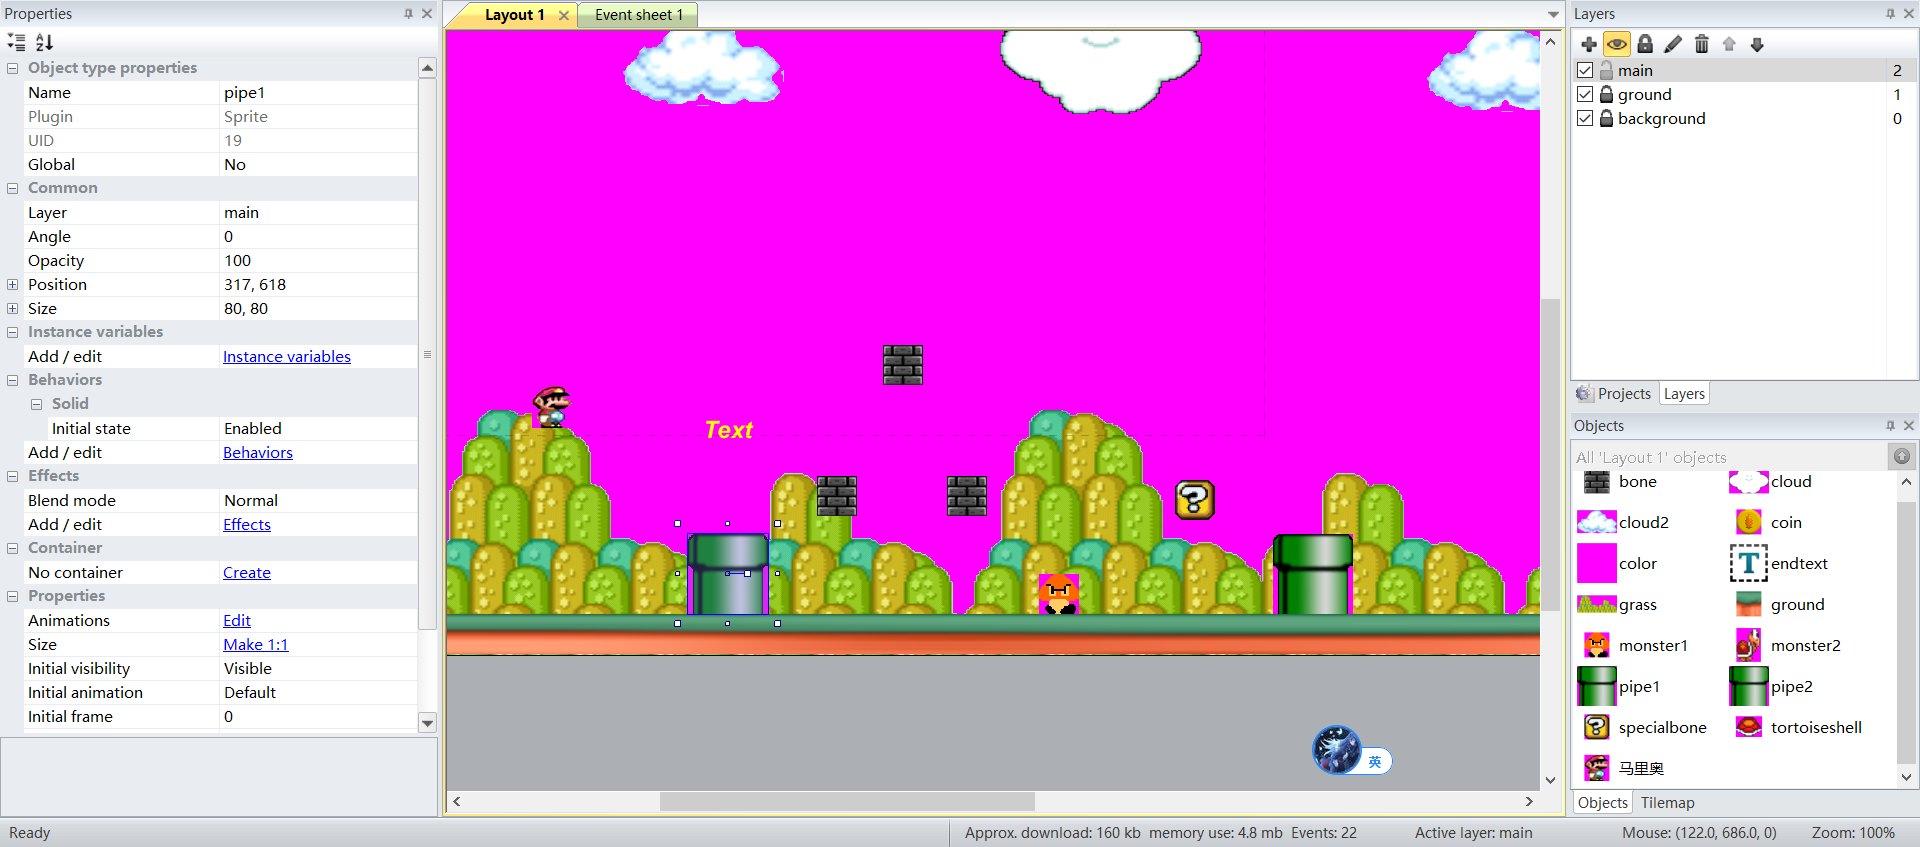 Properties
Object type properties
Name pipe1
Plugin Sprite
UID 19
Global No
Common
Layer main
Angle 0
Opacity 100
Position 317, 618
Size 80, 80
Instance variables
Add / edit Instance variables
Behaviors
Solid
Initial state Enabled
Add / edit Behaviors
Effects
Blend mode Normal
Add / edit Effects
Container
No container Create
Properties
Animations Edit
Size Make 1:1
Initial visibility Visible
Initial animation Default
Initial frame 0
Layout 1 Event sheet 1
Text
英
Layers
main 2
ground 1
background 0
Projects Layers
Objects
All 'Layout 1' objects
bone cloud
cloud2 coin
color endtext
grass ground
monster1 monster2
pipe1 pipe2
specialbone tortoiseshell
马里奥
Objects Tilemap
Ready Approx. download: 160 kb memory use: 4.8 mb Events: 22 Active layer: main Mouse: (122.0, 686.0, 0) Zoom: 100%